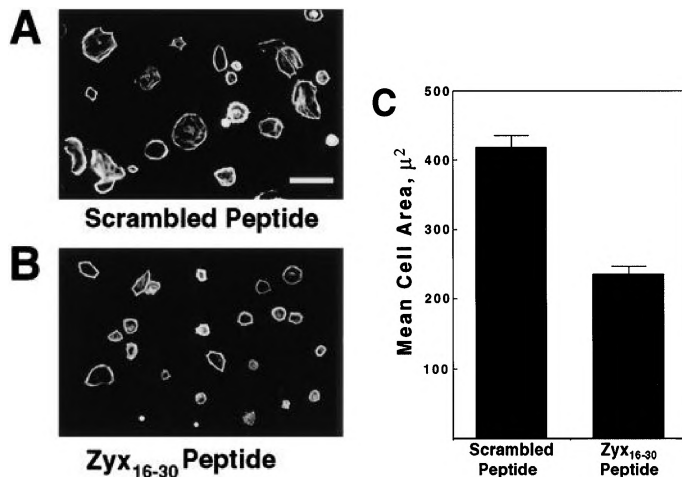 A
Scrambled Peptide
B
Zyx16-30 Peptide
C
Mean Cell Area, μ²
500
400
300
200
100
Scrambled
Peptide
Zyx16-30
Peptide